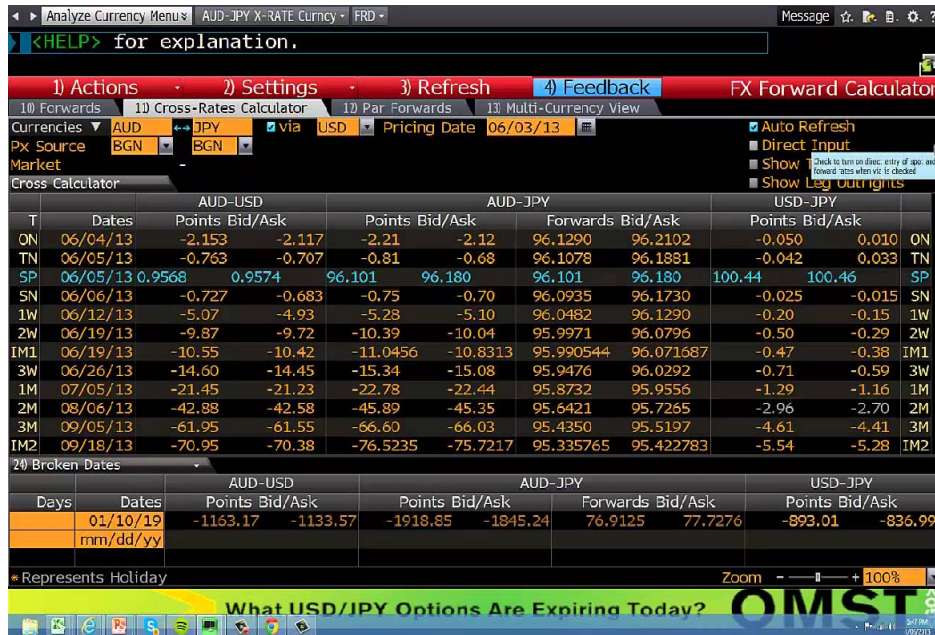 Analyze Currency Menu AUD-JPY X-RATE Curncy FRD Message
<HELP> for explanation.
1) Actions 2) Settings 3) Refresh 4) Feedback FX Forward Calculator
10) Forwards 11) Cross-Rates Calculator 12) Par Forwards 13) Multi-Currency View
Currencies AUD JPY via USD Pricing Date 06/03/13 Auto Refresh
Px Source BGN BGN Direct Input
Market - Show
Check to turn on direct entry of spot and
forward rates when via is checked
Cross Calculator Show Leg Outrights
AUD-USD AUD-JPY USD-JPY
T Dates Points Bid/Ask Points Bid/Ask Forwards Bid/Ask Points Bid/Ask
ON 06/04/13 -2.153 -2.117 -2.21 -2.12 96.1290 96.2102 -0.050 0.010 ON
TN 06/05/13 -0.763 -0.707 -0.81 -0.68 96.1078 96.1881 -0.042 0.033 TN
SP 06/05/13 0.9568 0.9574 96.101 96.180 96.101 96.180 100.44 100.46 SP
SN 06/06/13 -0.727 -0.683 -0.75 -0.70 96.0935 96.1730 -0.025 -0.015 SN
1W 06/12/13 -5.07 -4.93 -5.28 -5.10 96.0482 96.1290 -0.20 -0.15 1W
2W 06/19/13 -9.87 -9.72 -10.39 -10.04 95.9971 96.0796 -0.50 -0.29 2W
IM1 06/19/13 -10.55 -10.42 -11.0456 -10.8313 95.990544 96.071687 -0.47 -0.38 IM1
3W 06/26/13 -14.60 -14.45 -15.34 -15.08 95.9476 96.0292 -0.71 -0.59 3W
1M 07/05/13 -21.45 -21.23 -22.78 -22.44 95.8732 95.9556 -1.29 -1.16 1M
2M 08/06/13 -42.88 -42.58 -45.89 -45.35 95.6421 95.7265 -2.96 -2.70 2M
3M 09/05/13 -61.95 -61.55 -66.60 -66.03 95.4350 95.5197 -4.61 -4.41 3M
IM2 09/18/13 -70.95 -70.38 -76.5235 -75.7217 95.335765 95.422783 -5.54 -5.28 IM2
24) Broken Dates
AUD-USD AUD-JPY USD-JPY
Days Dates Points Bid/Ask Points Bid/Ask Forwards Bid/Ask Points Bid/Ask
01/10/19 -1163.17 -1133.57 -1918.85 -1845.24 76.9125 77.7276 -893.01 -836.99
mm/dd/yy
*Represents Holiday Zoom - + 100%
What USD/JPY Options Are Expiring Today? OMST
5:47 PM